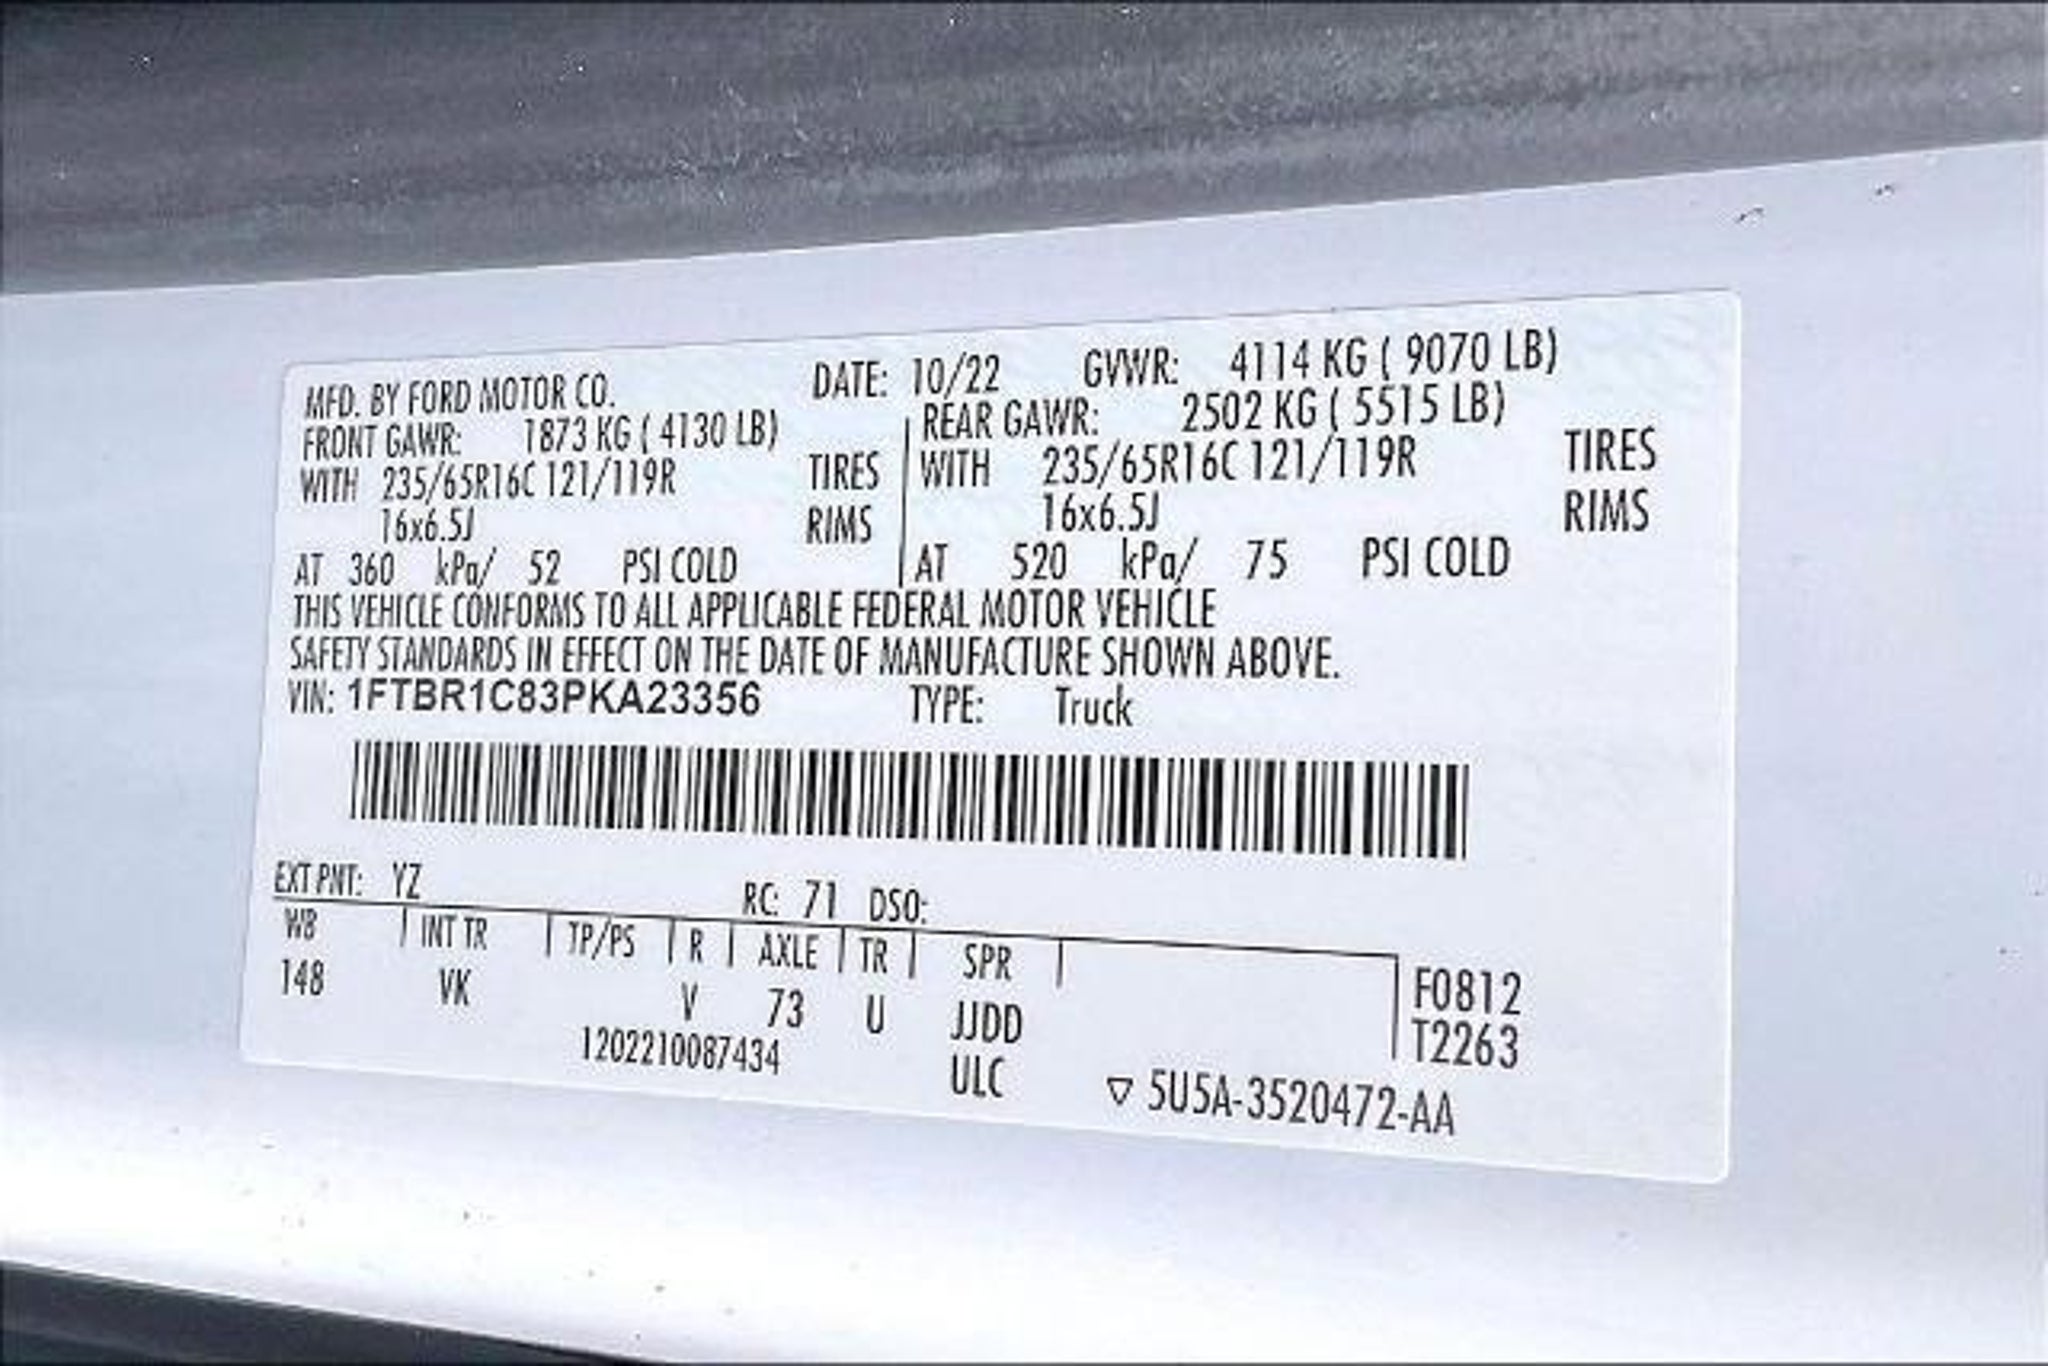 MFD. BY FORD MOTOR CO. DATE: 10/22 GVWR: 4114 KG ( 9070 LB)
FRONT GAWR: 1873 KG ( 4130 LB) REAR GAWR: 2502 KG ( 5515 LB)
WITH 235/65R16C 121/119R TIRES WITH 235/65R16C 121/119R TIRES
16x6.5J RIMS 16x6.5J RIMS
AT 360 kPa/ 52 PSI COLD AT 520 kPa/ 75 PSI COLD
THIS VEHICLE CONFORMS TO ALL APPLICABLE FEDERAL MOTOR VEHICLE
SAFETY STANDARDS IN EFFECT ON THE DATE OF MANUFACTURE SHOWN ABOVE.
VIN: 1FTBR1C83PKA23356 TYPE: Truck
EXT PNT: YZ RC: 71 DSO:
WB INT TR TP/PS R AXLE TR SPR
148 VK V 73 U JJDD F0812
1202210087434 ULC T2263
▽ 5U5A-3520472-AA